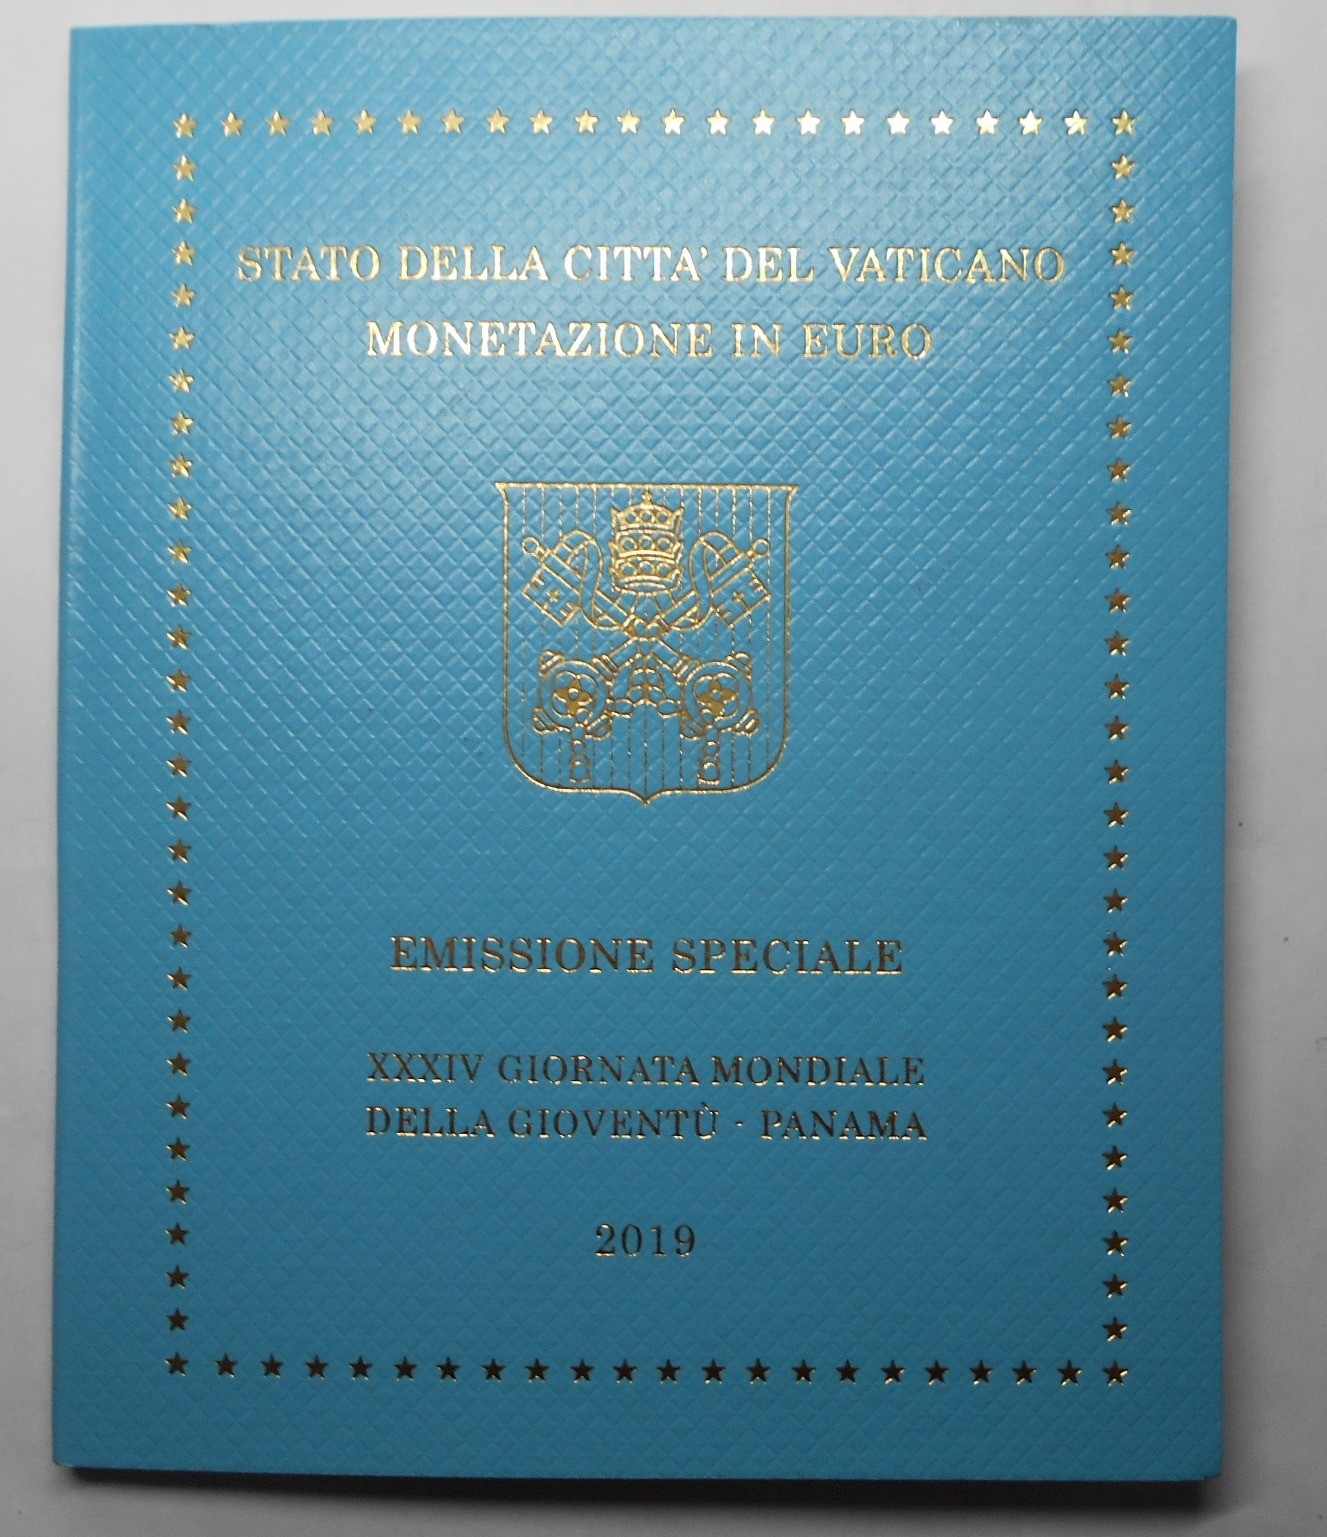 STATO DELLA CITTA' DEL VATICANO
MONETAZIONE IN EURO
EMISSIONE SPECIALE
XXXIV GIORNATA MONDIALE
DELLA GIOVENTÙ · PANAMA
2019